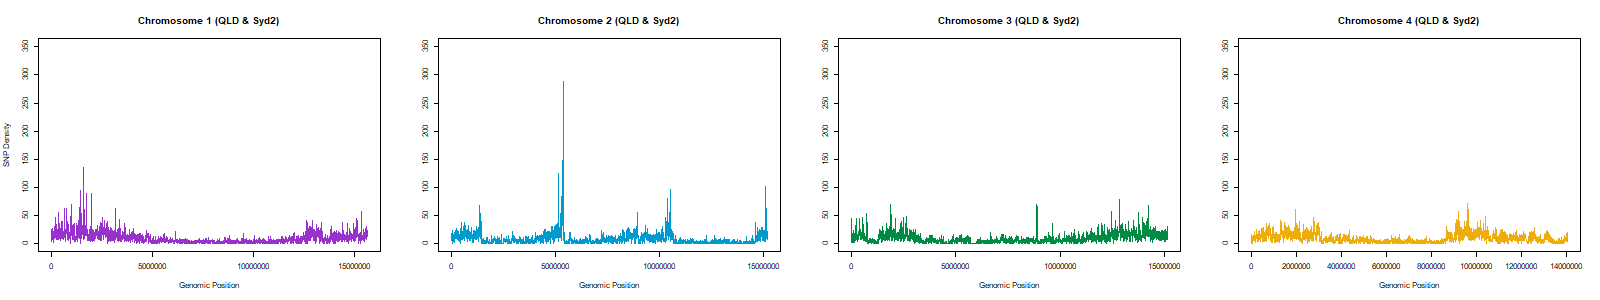 Chromosome 1 (QLD & Syd2)
SNP Density
350
300
250
200
150
100
50
0
0 5000000 10000000 15000000
Genomic Position
Chromosome 2 (QLD & Syd2)
350
300
250
200
150
100
50
0
0 5000000 10000000 15000000
Genomic Position
Chromosome 3 (QLD & Syd2)
350
300
250
200
150
100
50
0
0 5000000 10000000 15000000
Genomic Position
Chromosome 4 (QLD & Syd2)
350
300
250
200
150
100
50
0
0 2000000 4000000 6000000 8000000 10000000 12000000 14000000
Genomic Position